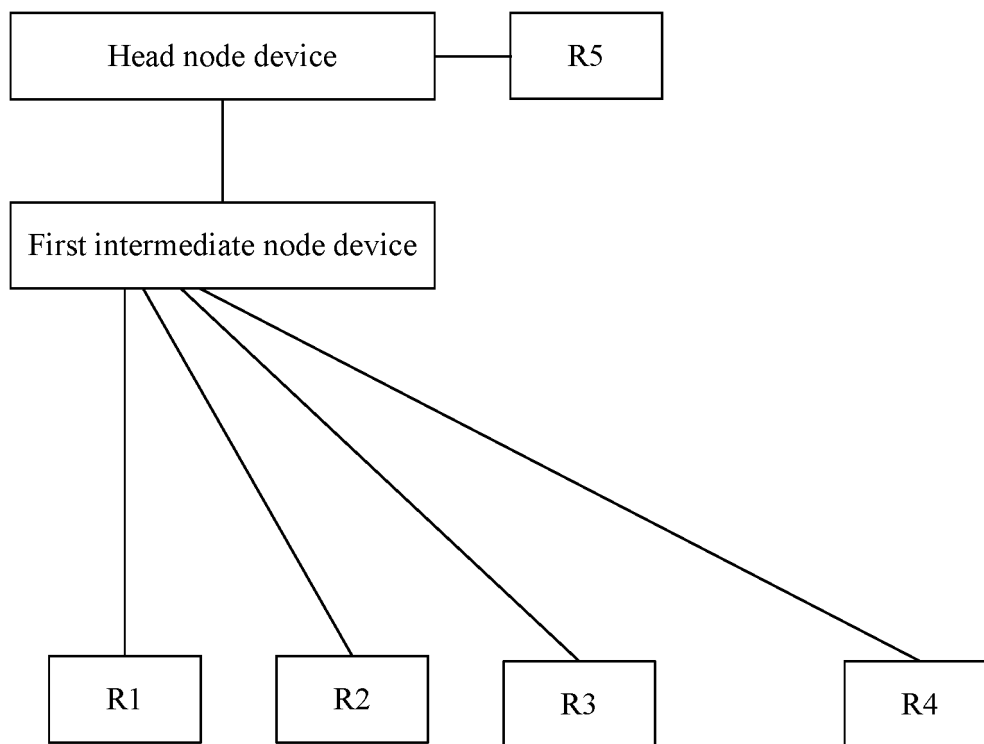 Head node device
R5
First intermediate node device
R1
R2
R3
R4